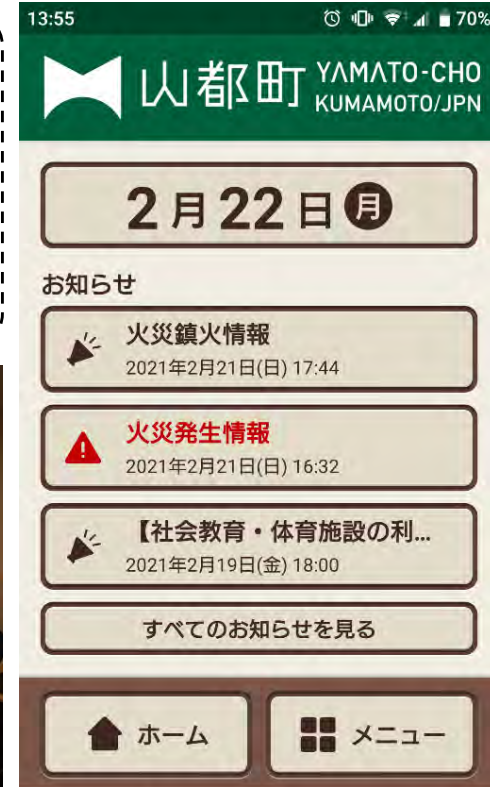 13:55 70%
山都町 YAMATO-CHO
KUMAMOTO/JPN
2月22日 月
お知らせ
火災鎮火情報
2021年2月21日(日) 17:44
火災発生情報
2021年2月21日(日) 16:32
【社会教育・体育施設の利...
2021年2月19日(金) 18:00
すべてのお知らせを見る
ホーム メニュー